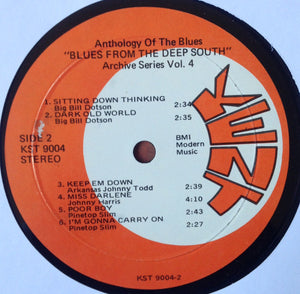 Anthology Of The Blues
"BLUES FROM THE DEEP SOUTH"
Archive Series Vol. 4
1. SITTING DOWN THINKING 2:34
Big Bill Dotson
2. DARK OLD WORLD 2:35
Big Bill Dotson
SIDE 2
KST 9004
STEREO
BMI
Modern
Music
KENT
3. KEEP EM DOWN 2:39
Arkansas Johnny Todd
4. MISS DARLENE 4:10
Johnny Harris
5. POOR BOY 2:43
Pinetop Slim
6. I'M GONNA CARRY ON 2:27
Pinetop Slim
KST 9004-2